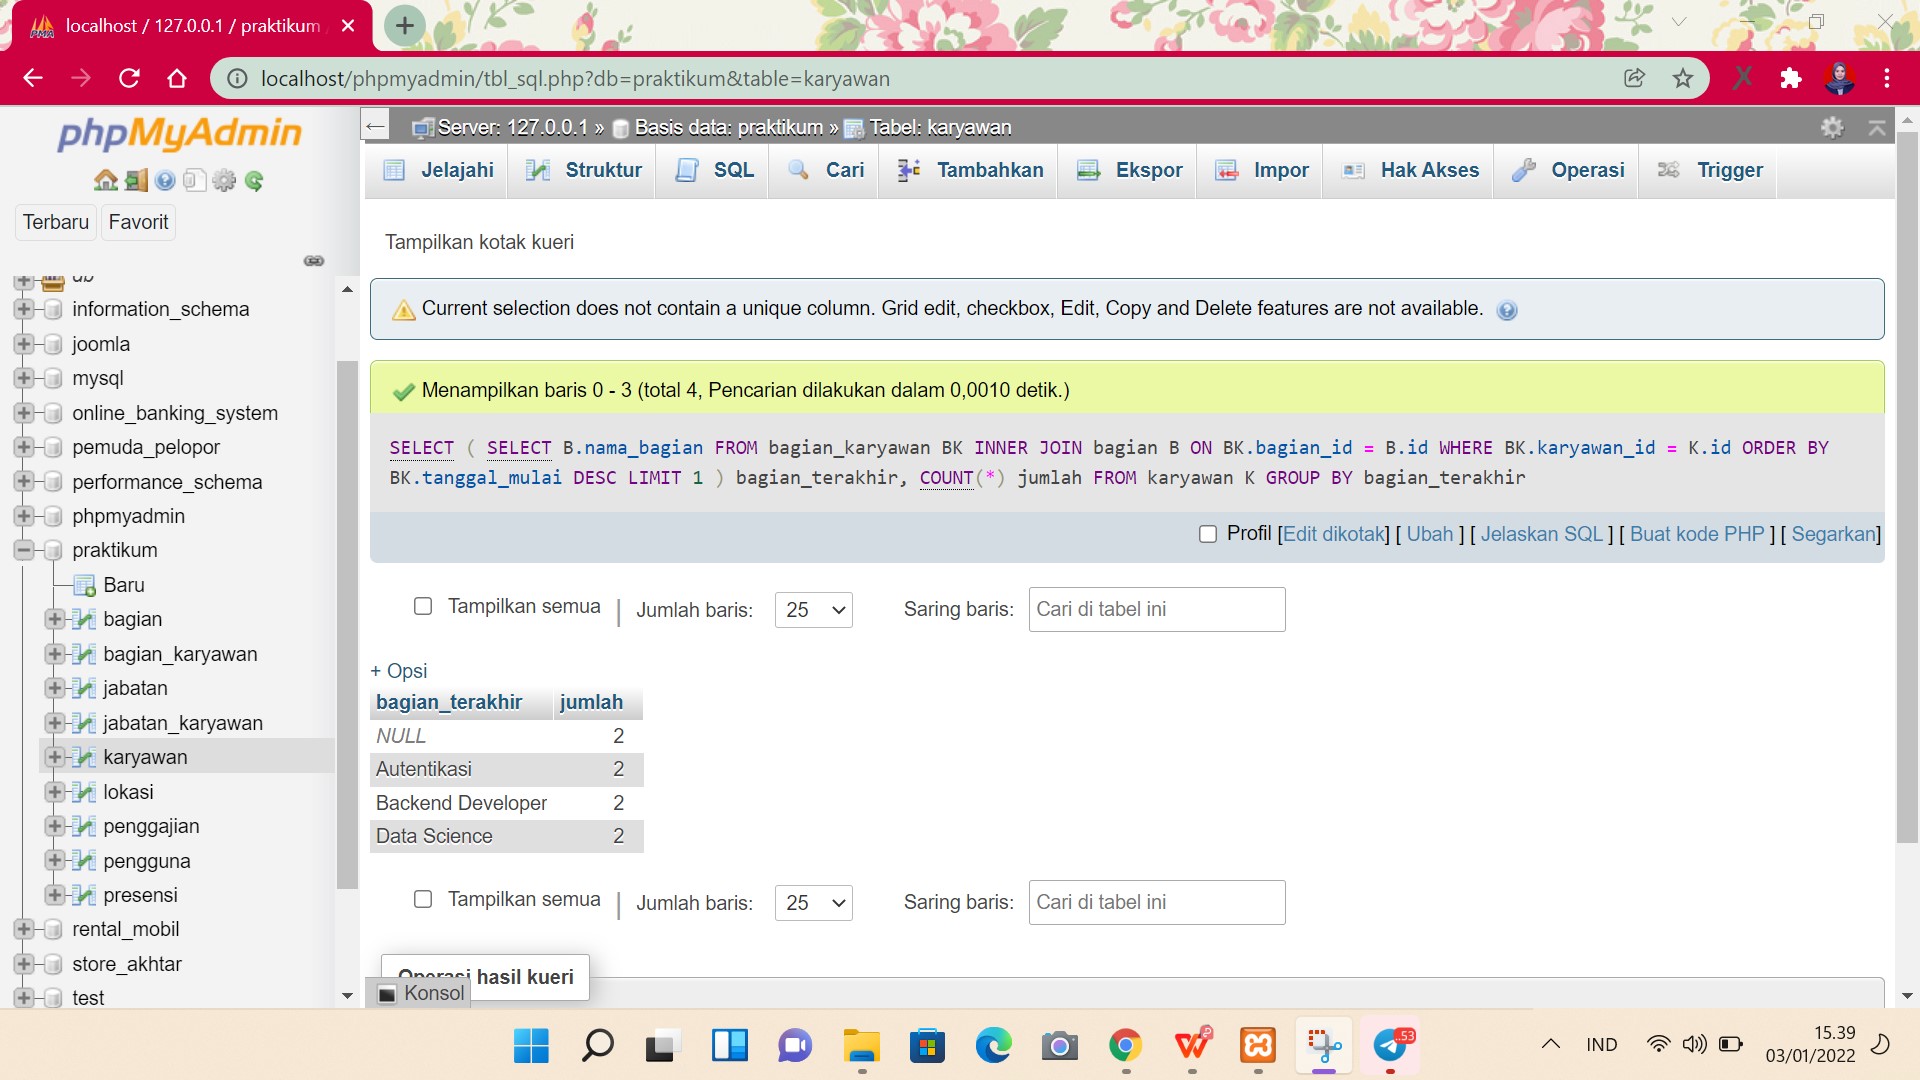 localhost / 127.0.0.1 / praktikum
localhost/phpmyadmin/tbl_sql.php?db=praktikum&table=karyawan
phpMyAdmin
Terbaru
Favorit
information_schema
joomla
mysql
online_banking_system
pemuda_pelopor
performance_schema
phpmyadmin
praktikum
Baru
bagian
bagian_karyawan
jabatan
jabatan_karyawan
karyawan
lokasi
penggajian
pengguna
presensi
rental_mobil
store_akhtar
test
Server: 127.0.0.1 » Basis data: praktikum » Tabel: karyawan
Jelajahi Struktur SQL Cari Tambahkan Ekspor Impor Hak Akses Operasi Trigger
Tampilkan kotak kueri
Current selection does not contain a unique column. Grid edit, checkbox, Edit, Copy and Delete features are not available.
Menampilkan baris 0 - 3 (total 4, Pencarian dilakukan dalam 0,0010 detik.)
SELECT ( SELECT B.nama_bagian FROM bagian_karyawan BK INNER JOIN bagian B ON BK.bagian_id = B.id WHERE BK.karyawan_id = K.id ORDER BY
BK.tanggal_mulai DESC LIMIT 1 ) bagian_terakhir, COUNT(*) jumlah FROM karyawan K GROUP BY bagian_terakhir
Profil [Edit dikotak] [ Ubah ] [ Jelaskan SQL ] [ Buat kode PHP ] [ Segarkan]
Tampilkan semua | Jumlah baris: 25 Saring baris: Cari di tabel ini
+ Opsi
bagian_terakhir jumlah
NULL 2
Autentikasi 2
Backend Developer 2
Data Science 2
Tampilkan semua | Jumlah baris: 25 Saring baris: Cari di tabel ini
Operasi hasil kueri
Konsol
53
IND
15.39
03/01/2022